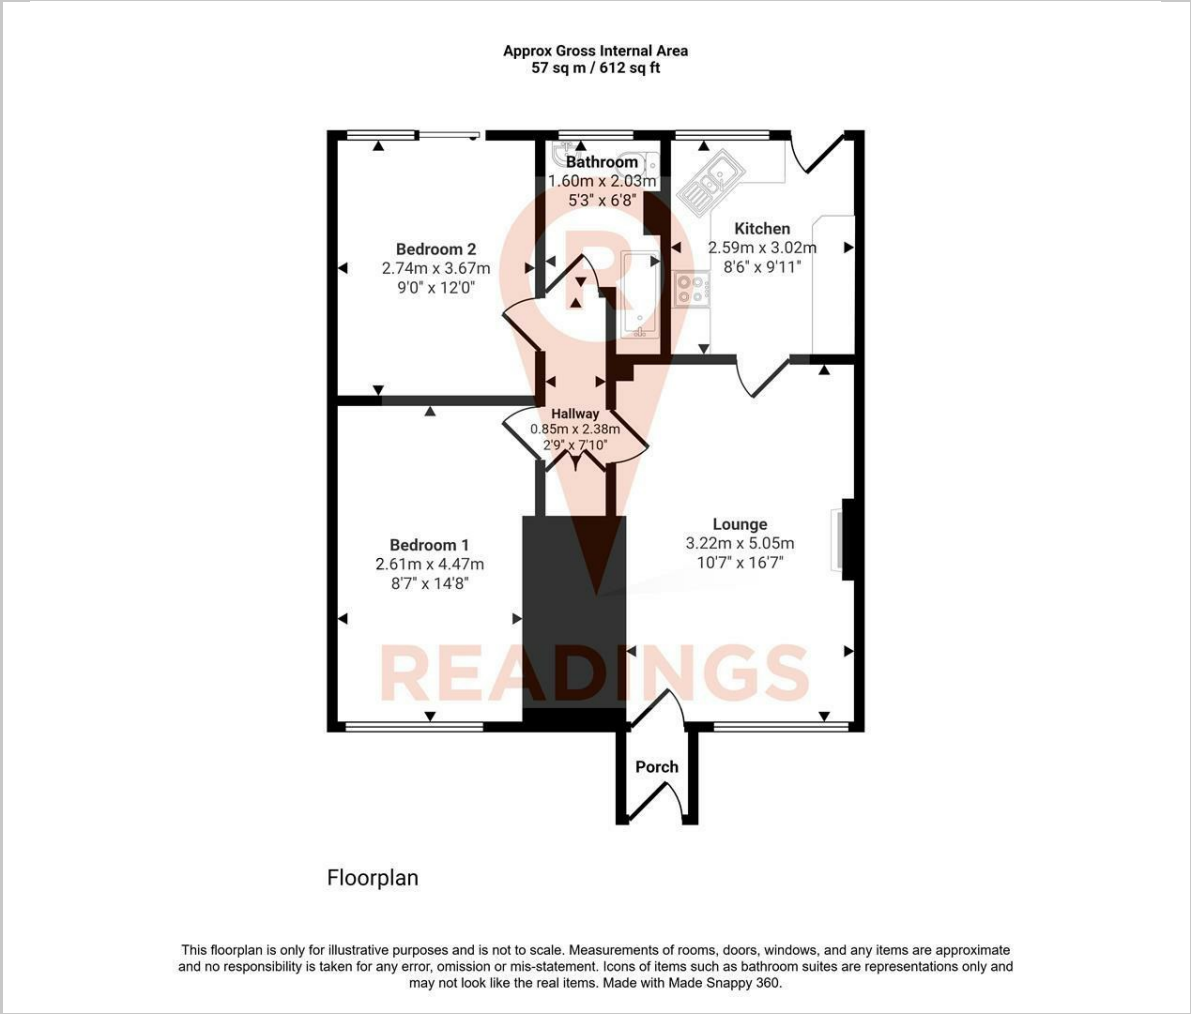 Approx Gross Internal Area
57 sq m / 612 sq ft
Bathroom
1.60m x 2.03m
5'3" x 6'8"
Kitchen
2.59m x 3.02m
8'6" x 9'11"
Bedroom 2
2.74m x 3.67m
9'0" x 12'0"
R
Hallway
0.85m x 2.38m
2'9" x 7'10"
Lounge
3.22m x 5.05m
10'7" x 16'7"
Bedroom 1
2.61m x 4.47m
8'7" x 14'8"
READINGS
Porch
Floorplan
This floorplan is only for illustrative purposes and is not to scale. Measurements of rooms, doors, windows, and any items are approximate
and no responsibility is taken for any error, omission or mis-statement. Icons of items such as bathroom suites are representations only and
may not look like the real items. Made with Made Snappy 360.